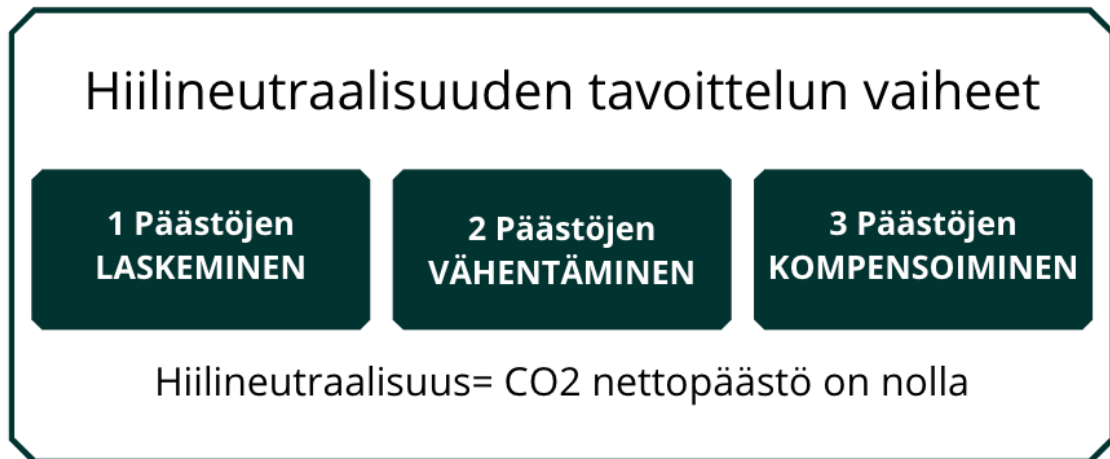 Hiilineutraalisuuden tavoittelun vaiheet
1 Päästöjen
LASKEMINEN
2 Päästöjen
VÄHENTÄMINEN
3 Päästöjen
KOMPENSOIMINEN
Hiilineutraalisuus= CO2 nettopäästö on nolla